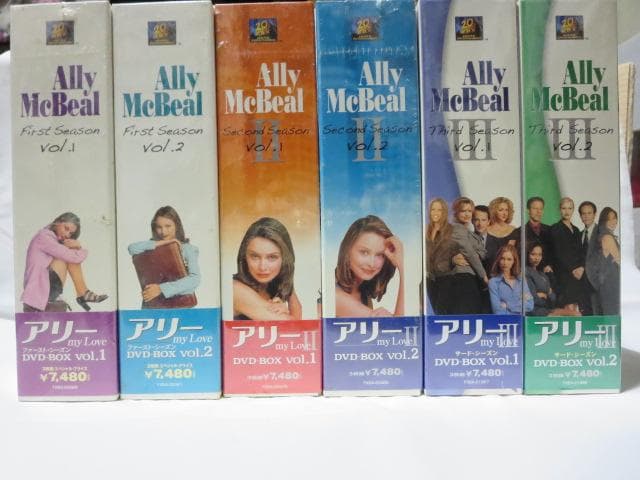 20
Ally
McBeal
First Season
Vol.1
アリー
my Love
ファースト・シーズン
DVD-BOX vol.1
¥7,480
20
Ally
McBeal
First Season
Vol.2
アリー
my Love
ファースト・シーズン
DVD-BOX vol.2
¥7,480
20
Ally
McBeal
II
Second Season
Vol.1
アリー
my Love II
DVD-BOX vol.1
¥7,480
20
Ally
McBeal
II
Second Season
Vol.2
アリー
my Love II
DVD-BOX vol.2
¥7,480
20
Ally
McBeal
III
Third Season
Vol.1
アリー
my Love III
サード・シーズン
DVD-BOX vol.1
¥7,480
20
Ally
McBeal
III
Third Season
Vol.2
アリー
my Love III
サード・シーズン
DVD-BOX vol.2
¥7,480